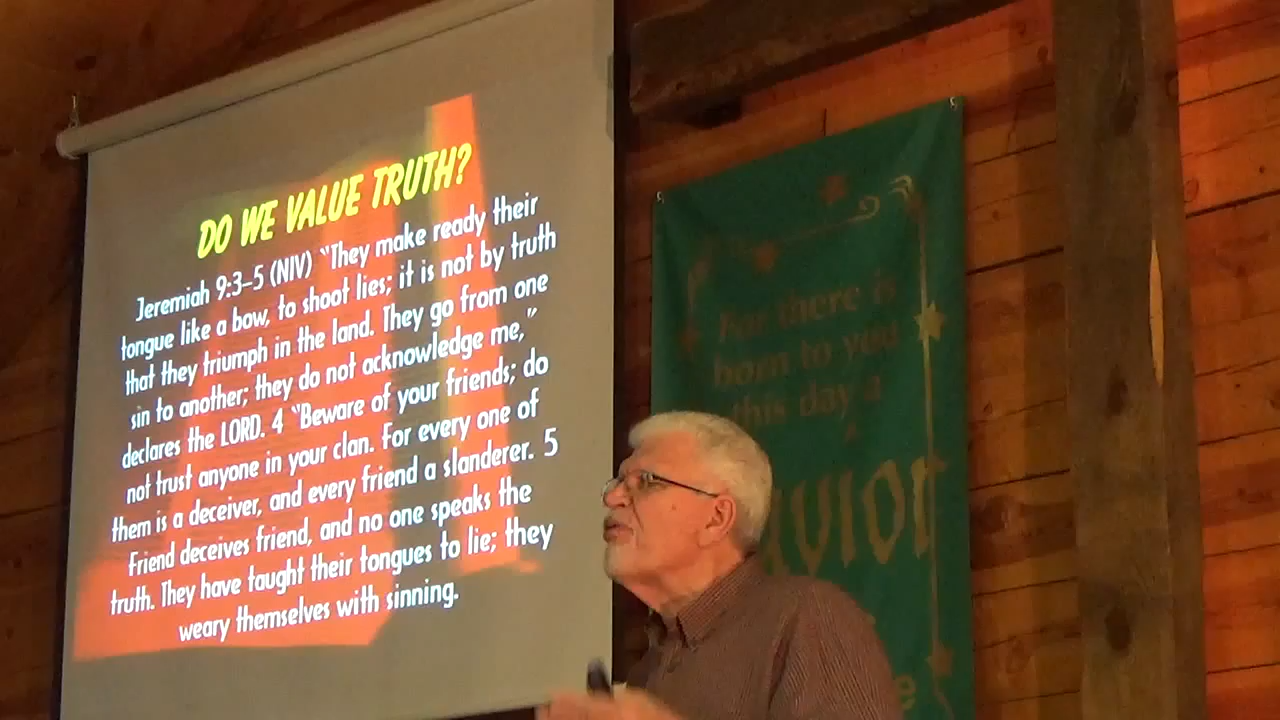 DO WE VALUE TRUTH?
Jeremiah 9:3-5 (NIV) "They make ready their
tongue like a bow, to shoot lies; it is not by truth
that they triumph in the land. They go from one
sin to another; they do not acknowledge me,"
declares the LORD. 4 "Beware of your friends; do
not trust anyone in your clan. For every one of
them is a deceiver, and every friend a slanderer. 5
Friend deceives friend, and no one speaks the
truth. They have taught their tongues to lie; they
weary themselves with sinning.
For there is
born to you
this day a